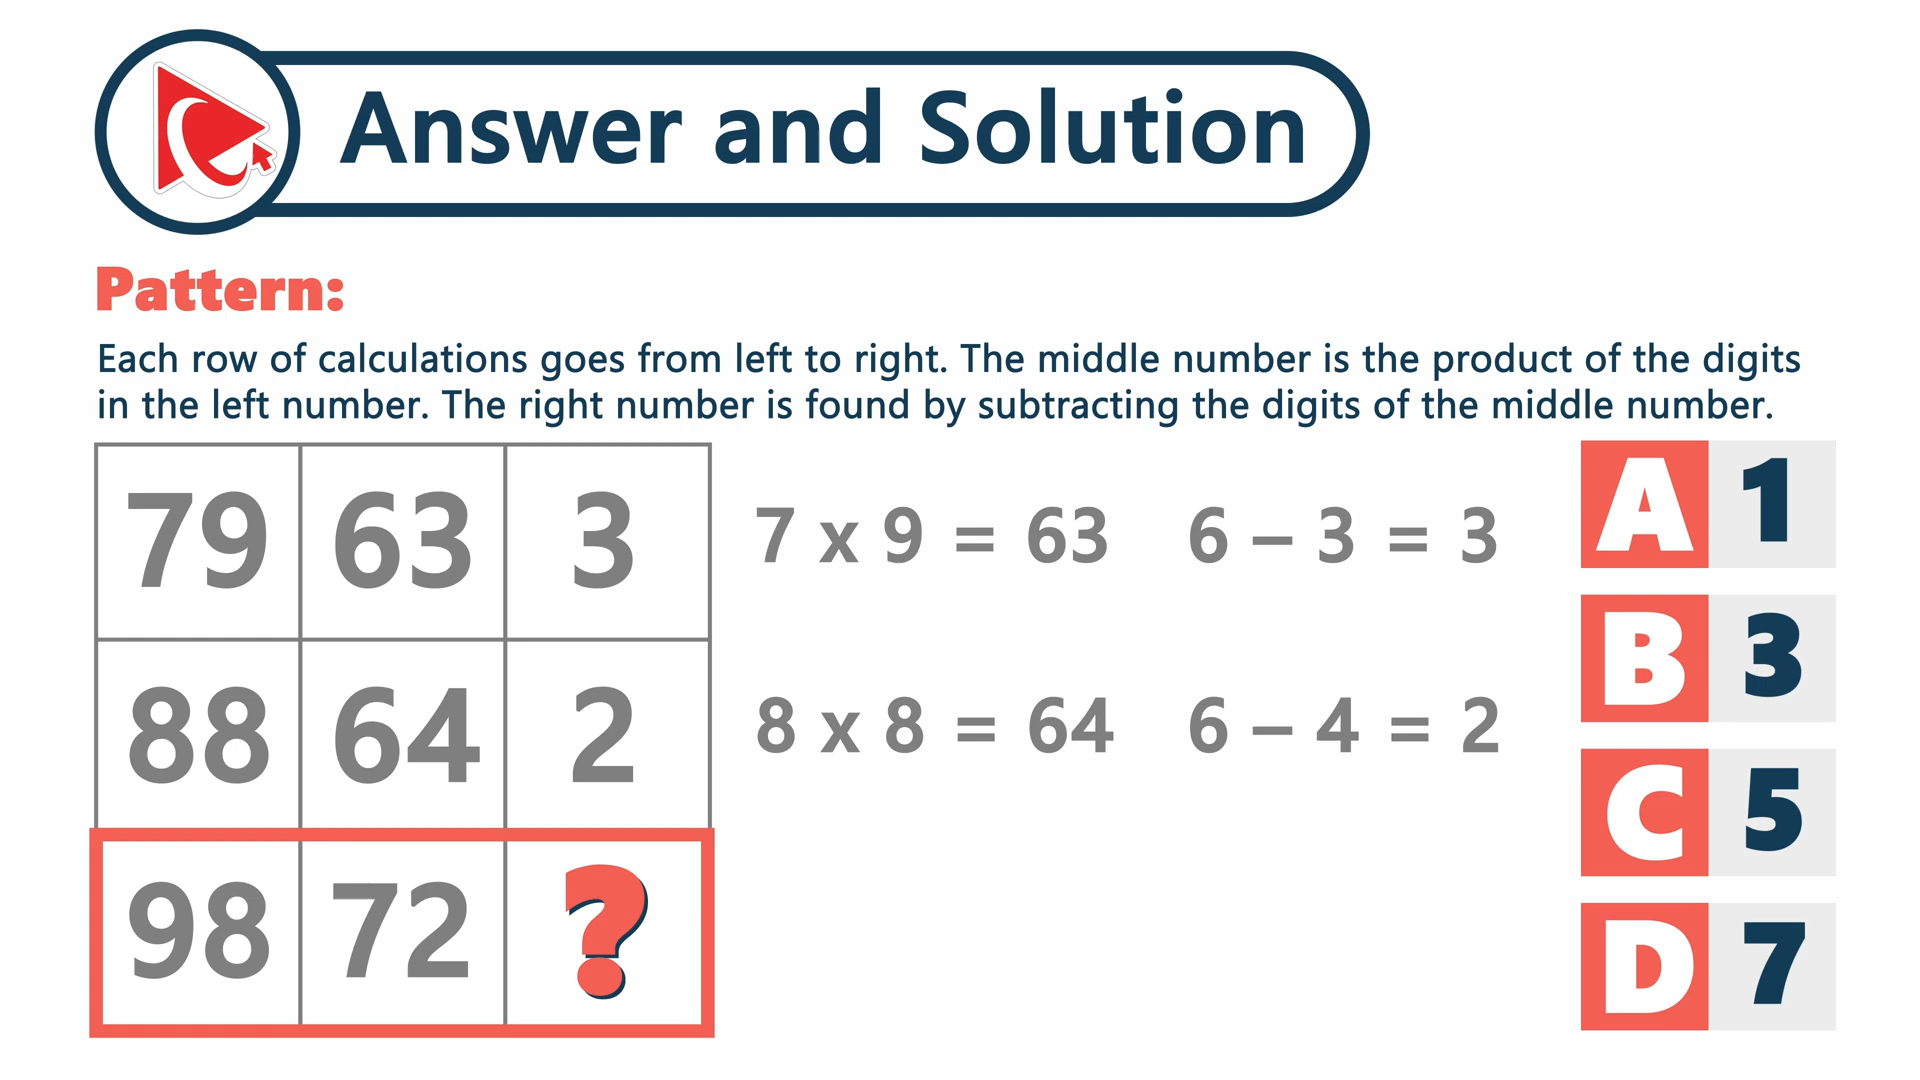 Answer and Solution
Pattern:
Each row of calculations goes from left to right. The middle number is the product of the digits
in the left number. The right number is found by subtracting the digits of the middle number.
79 63 3 7 x 9 = 63 6 – 3 = 3
88 64 2 8 x 8 = 64 6 – 4 = 2
98 72 ?
A 1
B 3
C 5
D 7